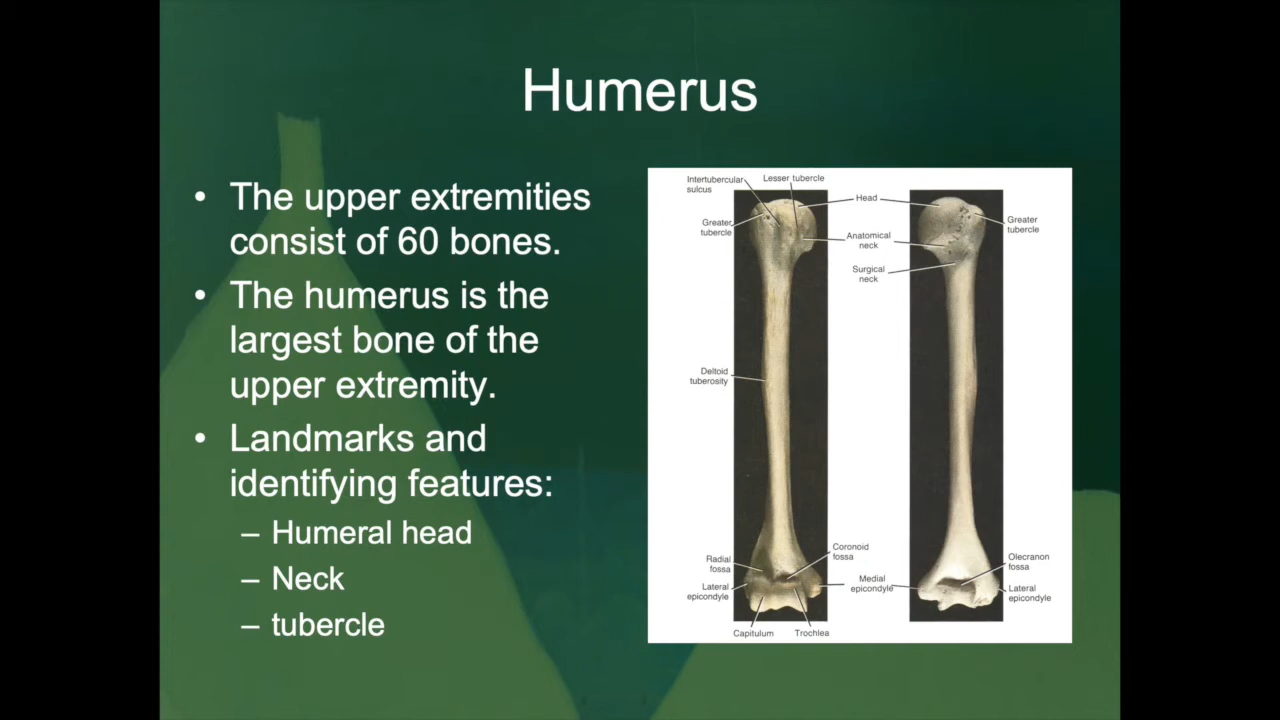 Humerus
• The upper extremities
consist of 60 bones.
• The humerus is the
largest bone of the
upper extremity.
• Landmarks and
identifying features:
– Humeral head
– Neck
– tubercle
Intertubercular
sulcus
Lesser tubercle
Greater
tubercle
Head
Anatomical
neck
Surgical
neck
Greater
tubercle
Deltoid
tuberosity
Radial
fossa
Lateral
epicondyle
Capitulum
Trochlea
Coronoid
fossa
Medial
epicondyle
Olecranon
fossa
Lateral
epicondyle